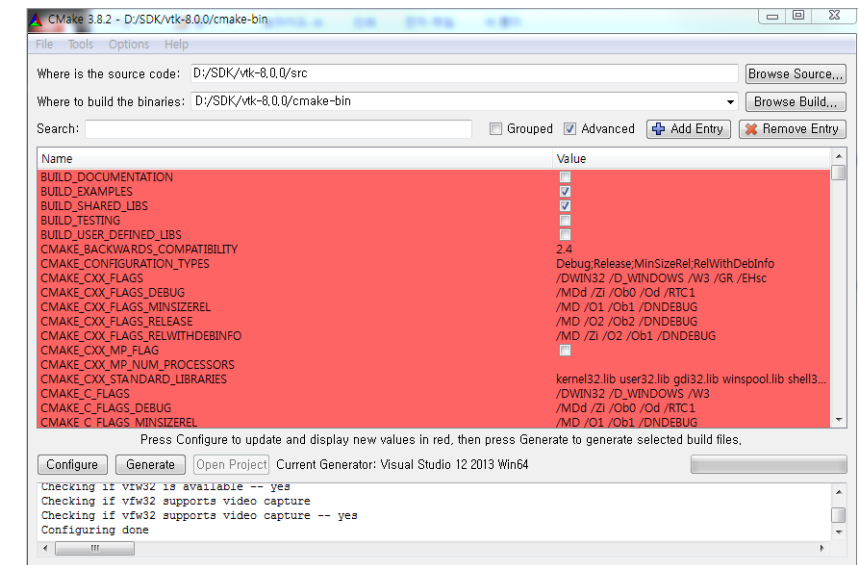 CMake 3.8.2 - D:/SDK/vtk-8.0.0/cmake-bin
File Tools Options Help
Where is the source code: D:/SDK/vtk-8,0,0/src Browse Source,,,
Where to build the binaries: D:/SDK/vtk-8,0,0/cmake-bin Browse Build,,,
Search: Grouped Advanced Add Entry Remove Entry
Name Value
BUILD_DOCUMENTATION
BUILD_EXAMPLES
BUILD_SHARED_LIBS
BUILD_TESTING
BUILD_USER_DEFINED_LIBS
CMAKE_BACKWARDS_COMPATIBILITY 2.4
CMAKE_CONFIGURATION_TYPES Debug;Release;MinSizeRel;RelWithDebInfo
CMAKE_CXX_FLAGS /DWIN32 /D_WINDOWS /W3 /GR /EHsc
CMAKE_CXX_FLAGS_DEBUG /MDd /Zi /Ob0 /Od /RTC1
CMAKE_CXX_FLAGS_MINSIZEREL /MD /O1 /Ob1 /DNDEBUG
CMAKE_CXX_FLAGS_RELEASE /MD /O2 /Ob2 /DNDEBUG
CMAKE_CXX_FLAGS_RELWITHDEBINFO /MD /Zi /O2 /Ob1 /DNDEBUG
CMAKE_CXX_MP_FLAG
CMAKE_CXX_MP_NUM_PROCESSORS
CMAKE_CXX_STANDARD_LIBRARIES kernel32.lib user32.lib gdi32.lib winspool.lib shell3...
CMAKE_C_FLAGS /DWIN32 /D_WINDOWS /W3
CMAKE_C_FLAGS_DEBUG /MDd /Zi /Ob0 /Od /RTC1
CMAKE_C_FLAGS_MINSIZEREL /MD /O1 /Ob1 /DNDEBUG
Press Configure to update and display new values in red, then press Generate to generate selected build files,
Configure Generate Open Project Current Generator: Visual Studio 12 2013 Win64
Checking if vfw32 is available -- yes
Checking if vfw32 supports video capture
Checking if vfw32 supports video capture -- yes
Configuring done